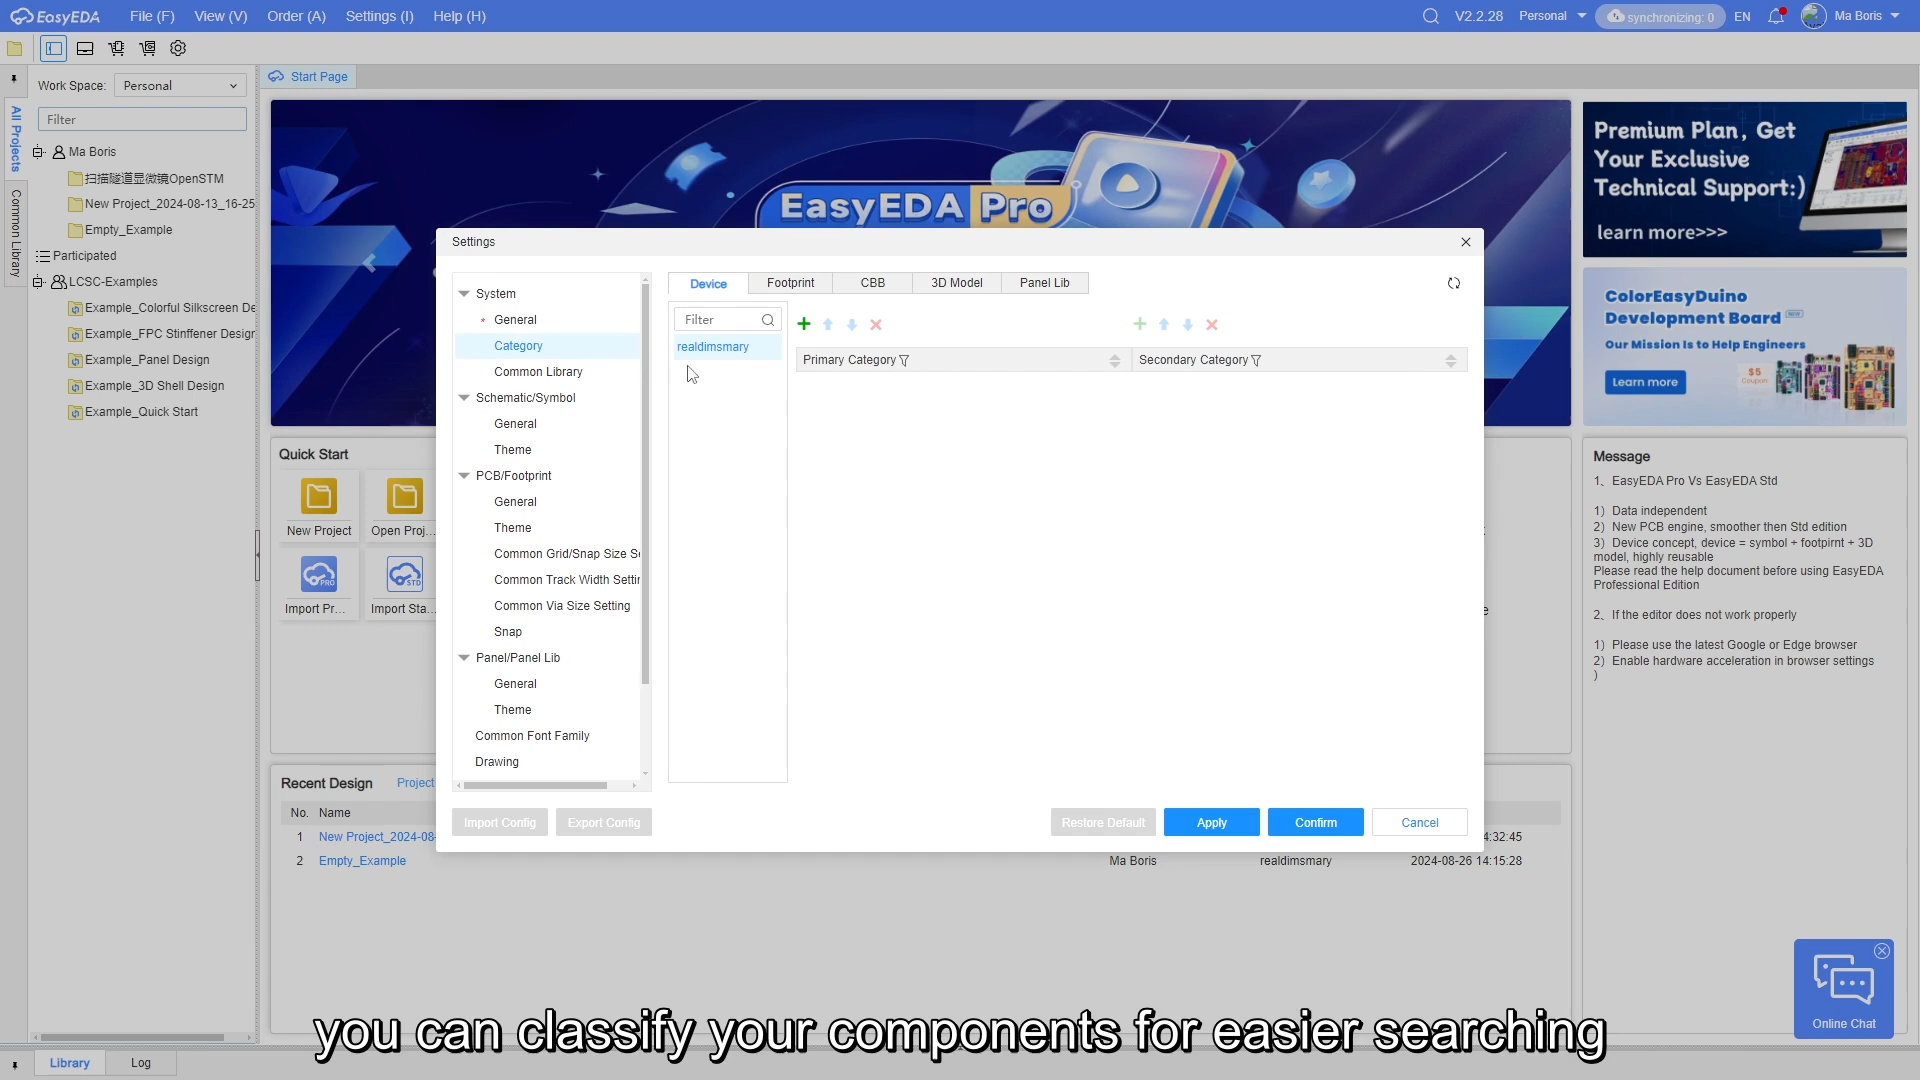 EasyEDA File (F) View (V) Order (A) Settings (I) Help (H) V2.2.28 Personal synchronizing: 0 EN Ma Boris
Work Space: Personal
Start Page
All Projects
Common Library
Filter
Ma Boris
扫描隧道显微镜OpenSTM
New Project_2024-08-13_16-25
Empty_Example
Participated
LCSC-Examples
Example_Colorful Silkscreen De
Example_FPC Stinffener Design
Example_Panel Design
Example_3D Shell Design
Example_Quick Start
EasyEDA Pro
Premium Plan, Get
Your Exclusive
Technical Support:)
learn more>>>
ColorEasyDuino
Development Board NEW
Our Mission Is to Help Engineers
Learn more
$5
Coupon
Settings
System
General
Category
Common Library
Schematic/Symbol
General
Theme
PCB/Footprint
General
Theme
Common Grid/Snap Size Se
Common Track Width Settin
Common Via Size Setting
Snap
Panel/Panel Lib
General
Theme
Common Font Family
Drawing
Device Footprint CBB 3D Model Panel Lib
Filter
realdimsmary
Primary Category Secondary Category
Import Config Export Config Restore Default Apply Confirm Cancel
Quick Start
New Project Open Proj...
PRO STD
Import Pr... Import Sta...
Message
1、EasyEDA Pro Vs EasyEDA Std
1) Data independent
2) New PCB engine, smoother then Std edition
3) Device concept, device = symbol + footpirnt + 3D
model, highly reusable
Please read the help document before using EasyEDA
Professional Edition
2、If the editor does not work properly
1) Please use the latest Google or Edge browser
2) Enable hardware acceleration in browser settings
)
Recent Design Project
No. Name
1 New Project_2024-08- 4:32:45
2 Empty_Example Ma Boris realdimsmary 2024-08-26 14:15:28
Online Chat
you can classify your components for easier searching
Library Log